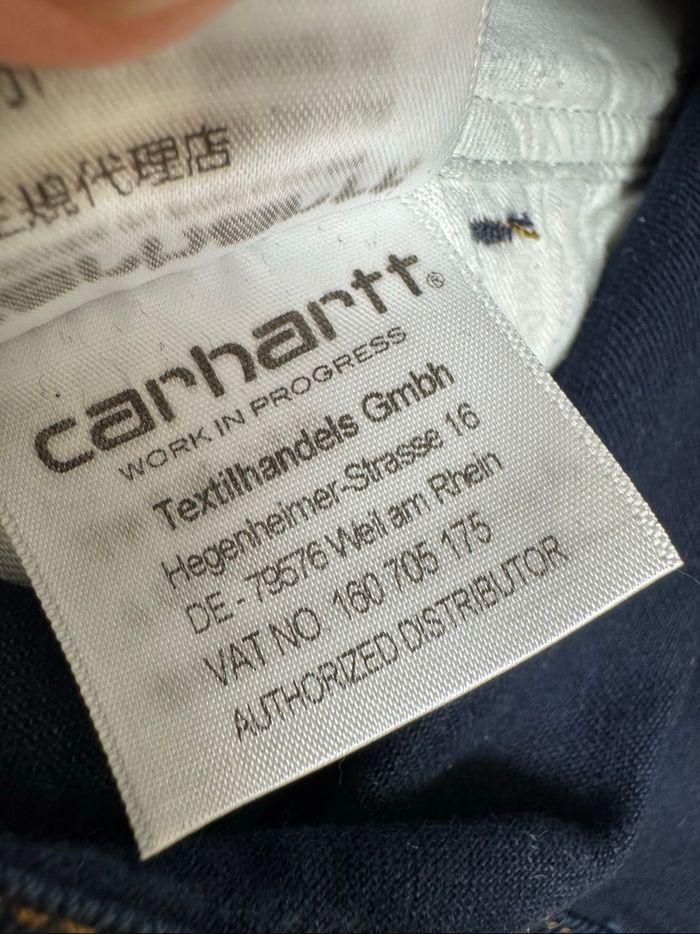 規代理店
carhartt®
WORK IN PROGRESS
Textilhandels Gmbh
Hegenheimer-Strasse 16
DE - 79576 Weil am Rhein
VAT NO. 160 705 175
AUTHORIZED DISTRIBUTOR